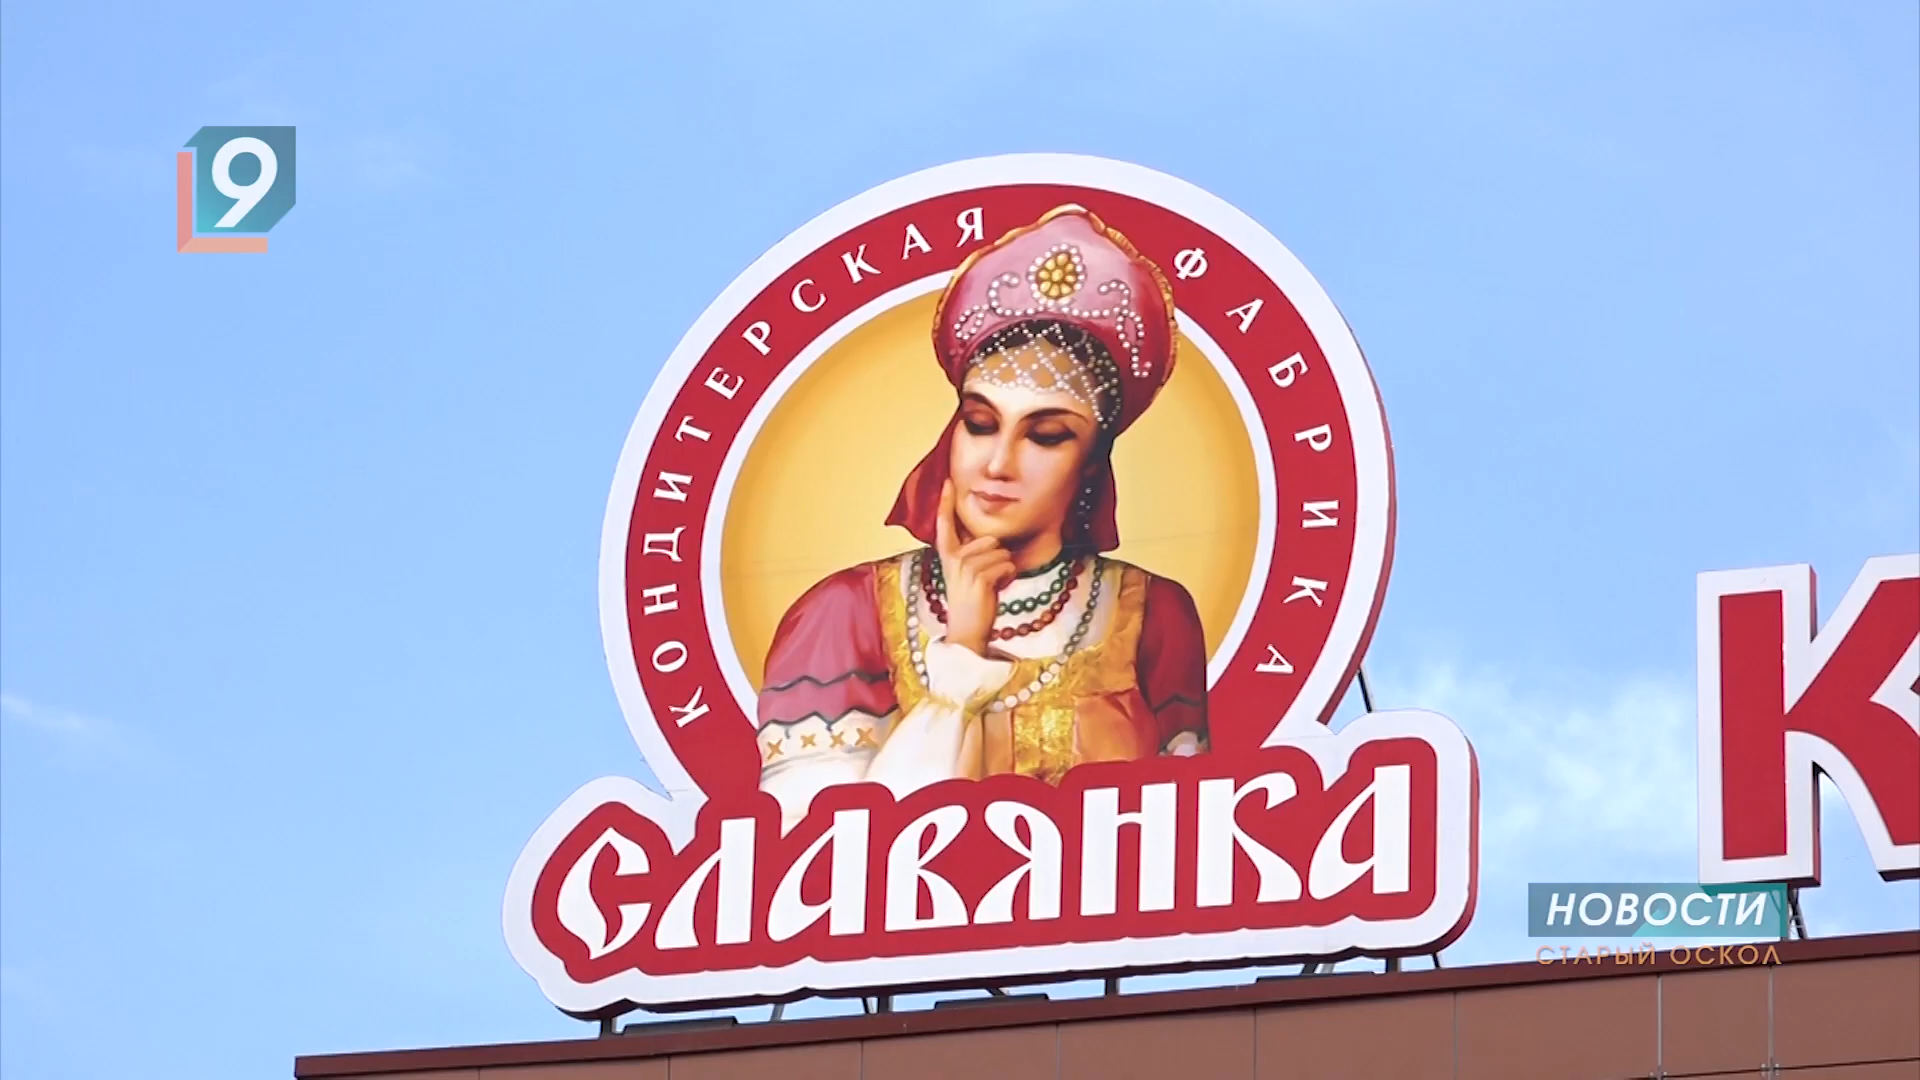 9
КОНДИТЕРСКАЯ ФАБРИКА
СЛАВЯНКА
К
НОВОСТИ
СТАРЫЙ ОСКОЛ